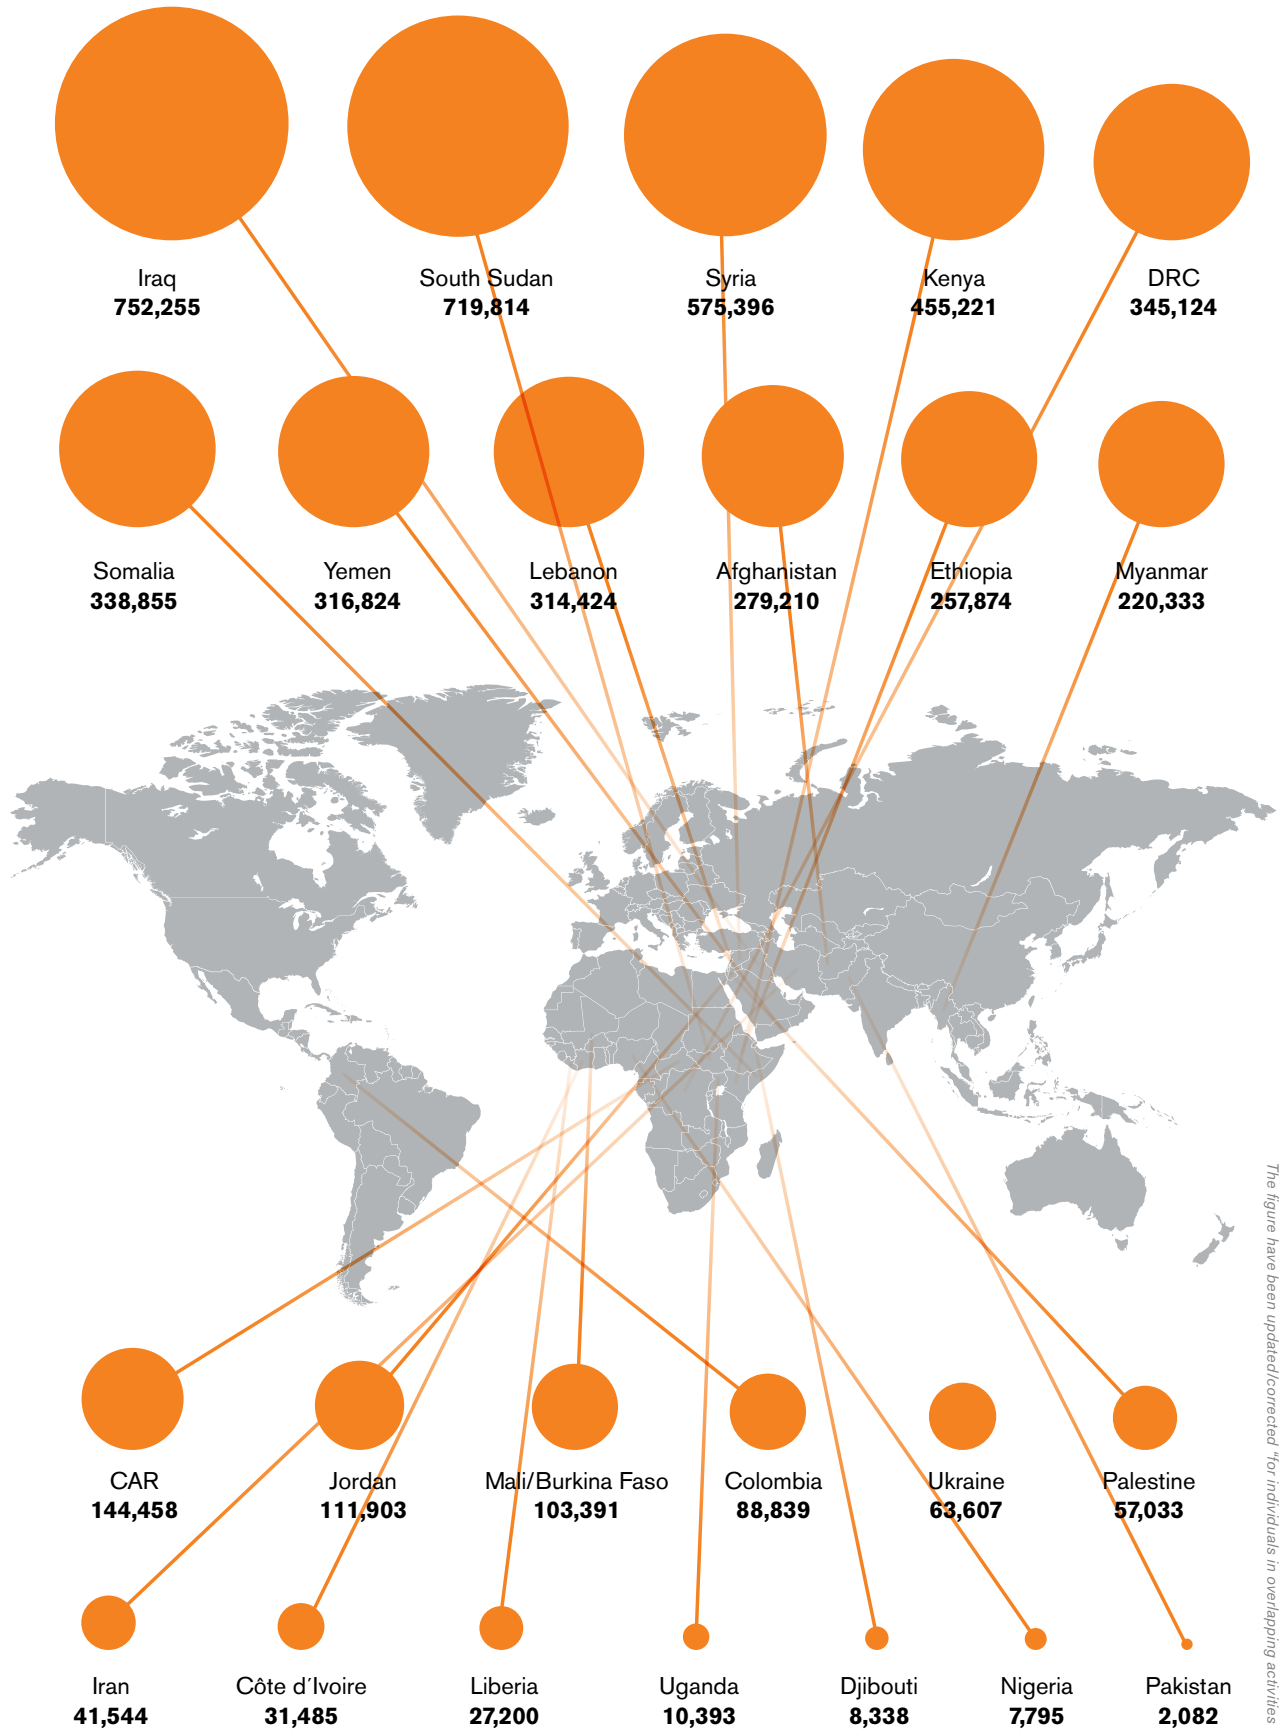 Iraq
752,255
South Sudan
719,814
Syria
575,396
Kenya
455,221
DRC
345,124
Somalia
338,855
Yemen
316,824
Lebanon
314,424
Afghanistan
279,210
Ethiopia
257,874
Myanmar
220,333
CAR
144,458
Jordan
111,903
Mali/Burkina Faso
103,391
Colombia
88,839
Ukraine
63,607
Palestine
57,033
Iran
41,544
Côte d´Ivoire
31,485
Liberia
27,200
Uganda
10,393
Djibouti
8,338
Nigeria
7,795
Pakistan
2,082
The figure have been updated/corrected "for individuals in overlapping activities